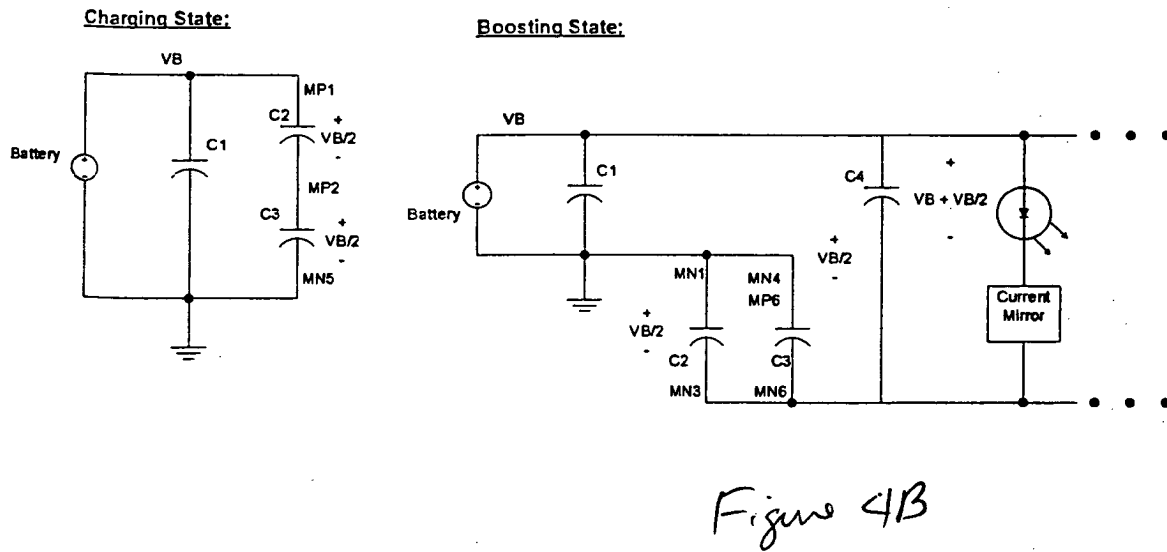 Charging State:
VB
MP1
C2
+
VB/2
-
C1
Battery
MP2
C3
+
VB/2
-
MN5
Boosting State:
VB
C1
C4
+
VB + VB/2
-
Battery
+
VB/2
-
MN1
MN4
MP6
+
VB/2
-
C2
C3
MN3
MN6
Current
Mirror
Figure 4B